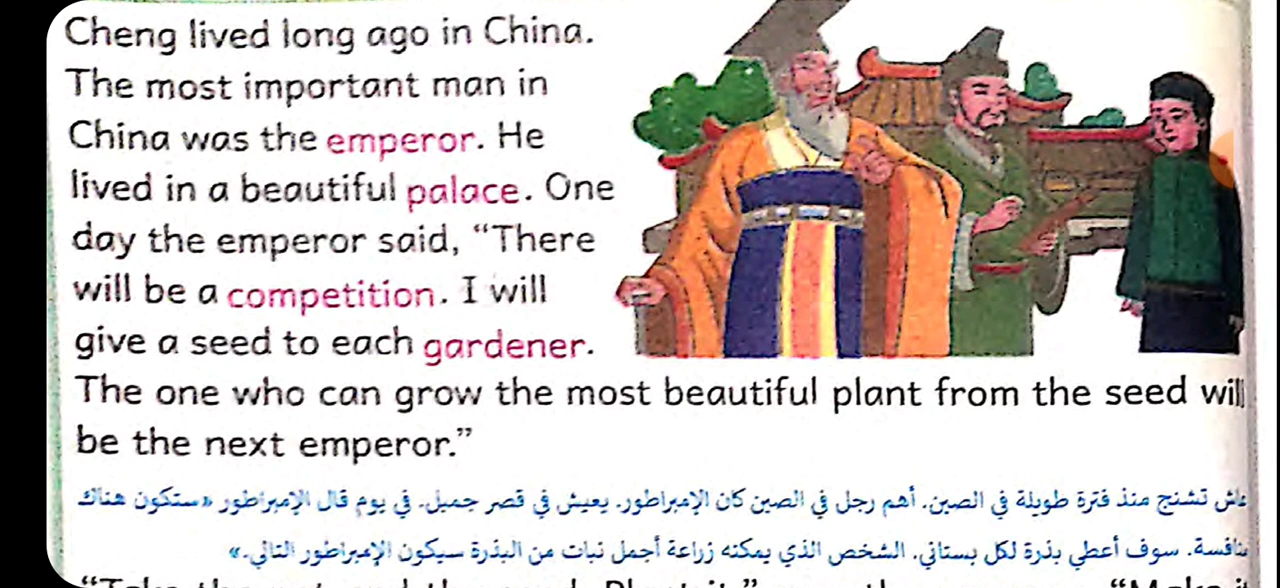 Cheng lived long ago in China.
The most important man in
China was the emperor. He
lived in a beautiful palace. One
day the emperor said, “There
will be a competition. I will
give a seed to each gardener.
The one who can grow the most beautiful plant from the seed will
be the next emperor.”
عاش تشنج منذ فترة طويلة في الصين. أهم رجل في الصين كان الإمبراطور. يعيش في قصر جميل. في يوم قال الإمبراطور «ستكون هناك
منافسة. سوف أعطي بذرة لكل بستاني. الشخص الذي يمكنه زراعة أجمل نبات من البذرة سيكون الإمبراطور التالي.»